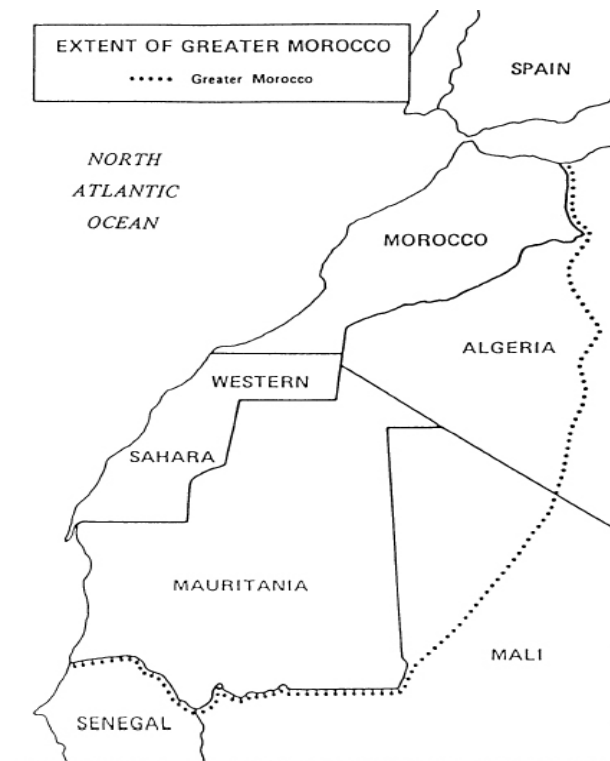 EXTENT OF GREATER MOROCCO
Greater Morocco
SPAIN
NORTH
ATLANTIC
OCEAN
MOROCCO
ALGERIA
WESTERN
SAHARA
MAURITANIA
MALI
SENEGAL